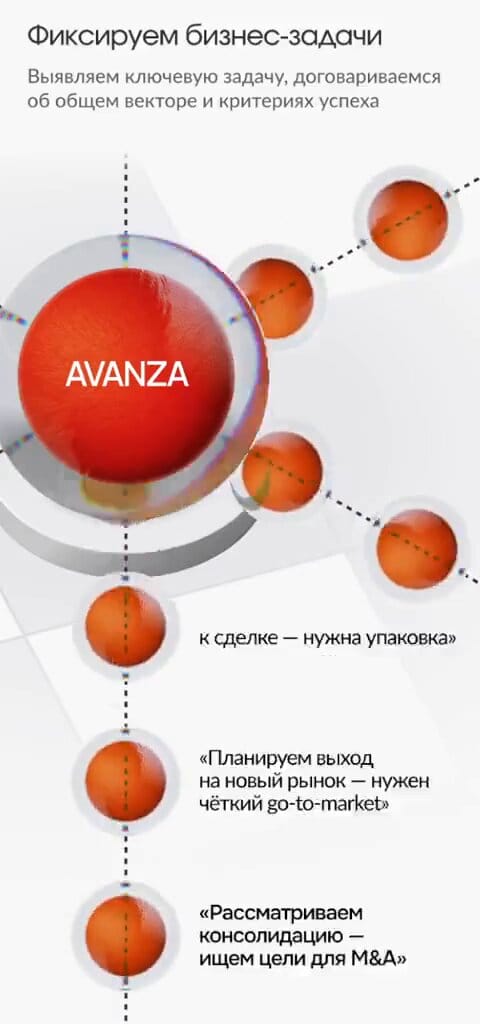 Фиксируем бизнес-задачи
Выявляем ключевую задачу, договариваемся
об общем векторе и критериях успеха
AVANZA
к сделке — нужна упаковка»
«Планируем выход
на новый рынок — нужен
чёткий go-to-market»
«Рассматриваем
консолидацию —
ищем цели для M&A»